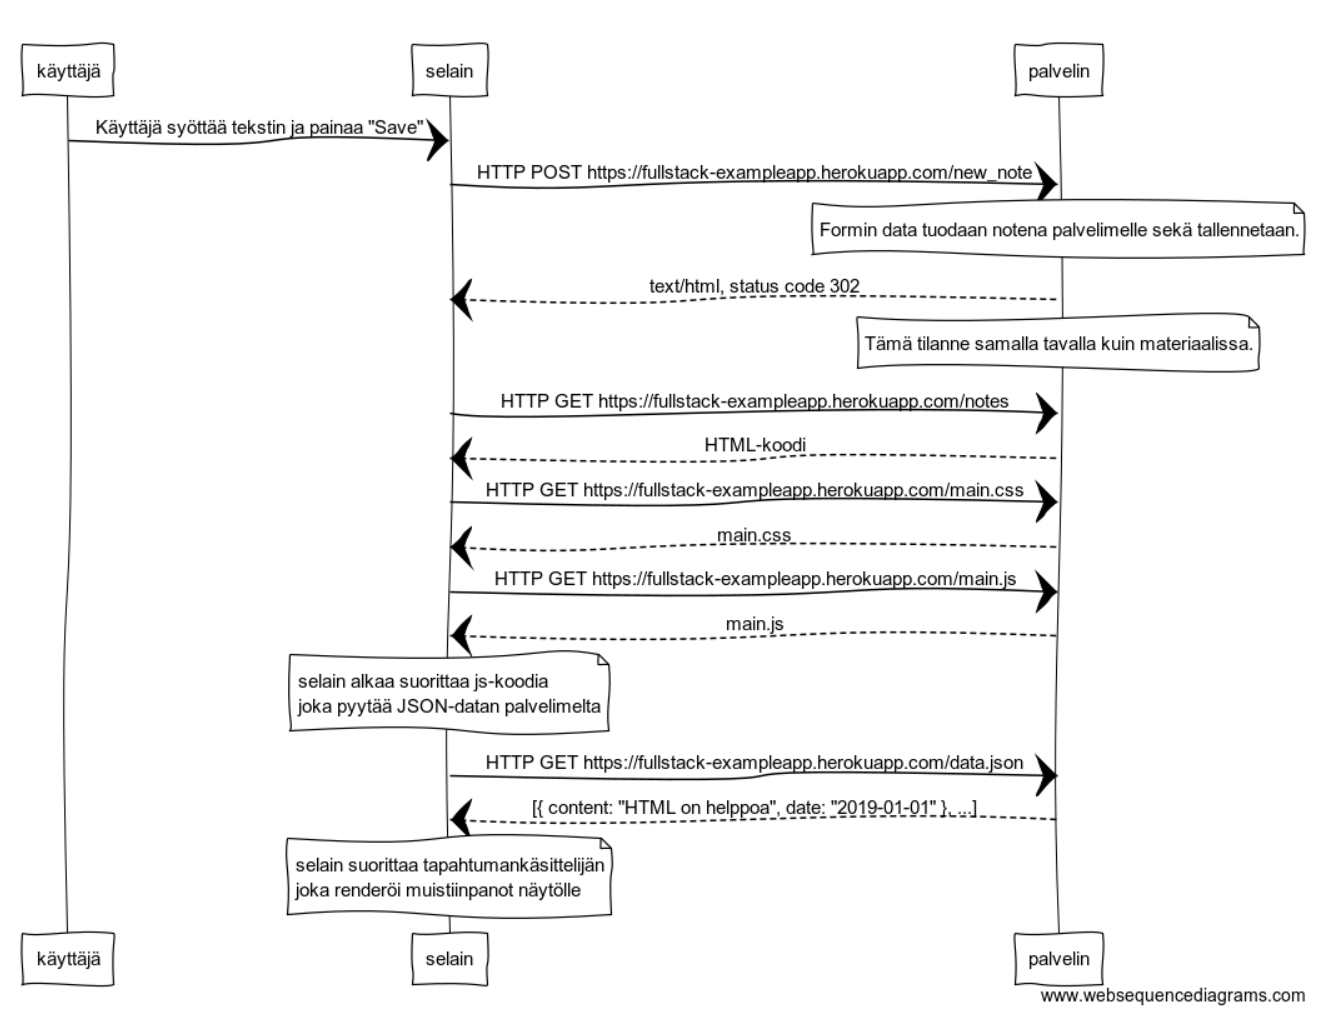 käyttäjä
selain
palvelin
Käyttäjä syöttää tekstin ja painaa "Save"
HTTP POST https://fullstack-exampleapp.herokuapp.com/new_note
Formin data tuodaan notena palvelimelle sekä tallennetaan.
text/html, status code 302
Tämä tilanne samalla tavalla kuin materiaalissa.
HTTP GET https://fullstack-exampleapp.herokuapp.com/notes
HTML-koodi
HTTP GET https://fullstack-exampleapp.herokuapp.com/main.css
main.css
HTTP GET https://fullstack-exampleapp.herokuapp.com/main.js
main.js
selain alkaa suorittaa js-koodia
joka pyytää JSON-datan palvelimelta
HTTP GET https://fullstack-exampleapp.herokuapp.com/data.json
[{ content: "HTML on helppoa", date: "2019-01-01" }, ...]
selain suorittaa tapahtumankäsittelijän
joka renderöi muistiinpanot näytölle
käyttäjä
selain
palvelin
www.websequencediagrams.com